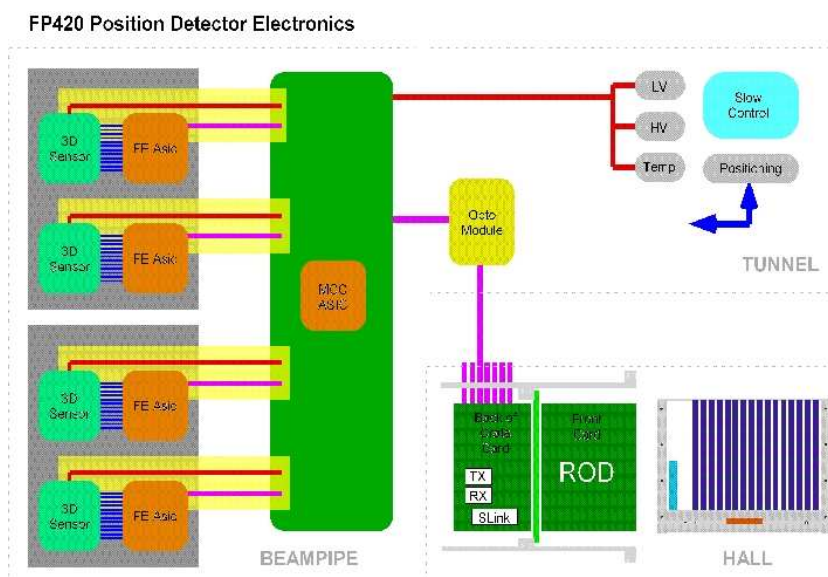 FP420 Position Detector Electronics
3D
Sensor
FE Asic
3D
Sensor
FE Asic
3D
Sensor
FE Asic
3D
Sensor
FE Asic
MCC
ASIC
BEAMPIPE
LV
HV
Temp
Slow
Control
Positioning
Opto
Module
TUNNEL
Back of
Crate
Card
TX
RX
SLink
Front
Card
ROD
HALL